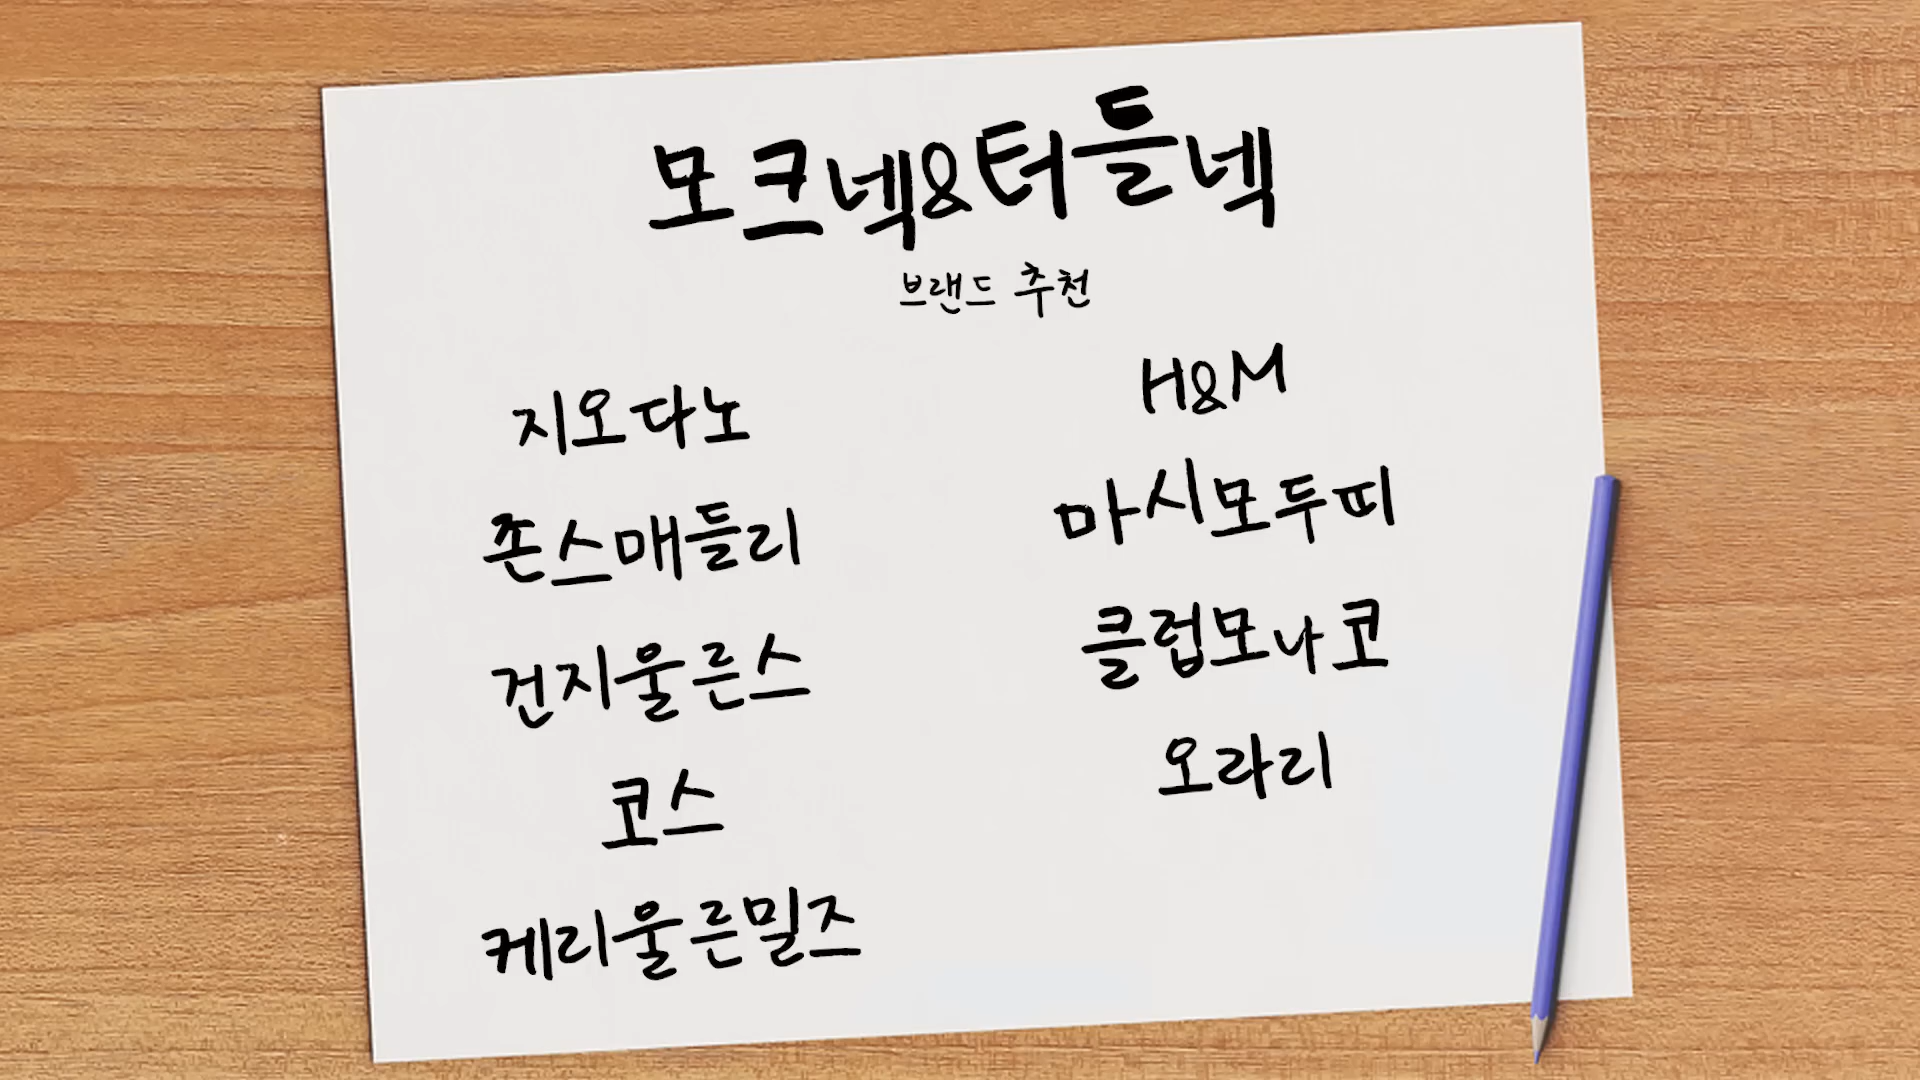 모크넥&터틀넥
브랜드 추천
지오다노
존스매들리
건지울른스
코스
케리울른밀즈
H&M
마시모두띠
클럽모나코
오라리